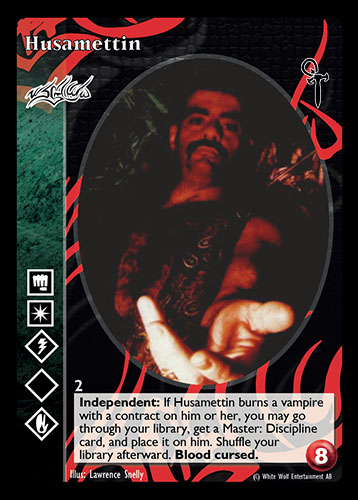 Husamettin
2
Independent: If Husamettin burns a vampire
with a contract on him or her, you may go
through your library, get a Master: Discipline
card, and place it on him. Shuffle your
library afterward. Blood cursed.
8
Illus: Lawrence Snelly
(C) White Wolf Entertainment AB